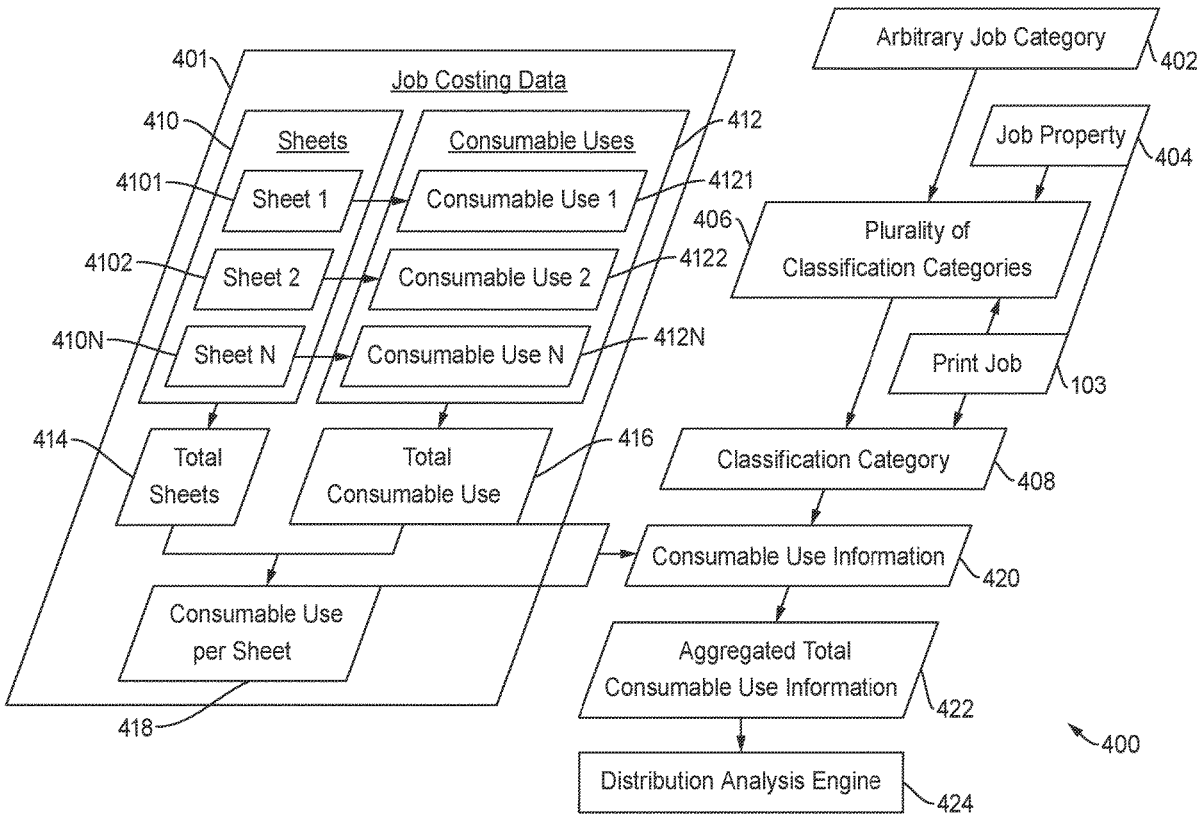 Arbitrary Job Category
402
401
Job Costing Data
410
Sheets
Consumable Uses
412
Job Property
404
4101
Sheet 1
Consumable Use 1
4121
406
Plurality of
Classification Categories
4102
Sheet 2
Consumable Use 2
4122
410N
Sheet N
Consumable Use N
412N
Print Job
103
414
Total
Sheets
Total
Consumable Use
416
Classification Category
408
Consumable Use Information
420
Consumable Use
per Sheet
418
Aggregated Total
Consumable Use Information
422
400
Distribution Analysis Engine
424